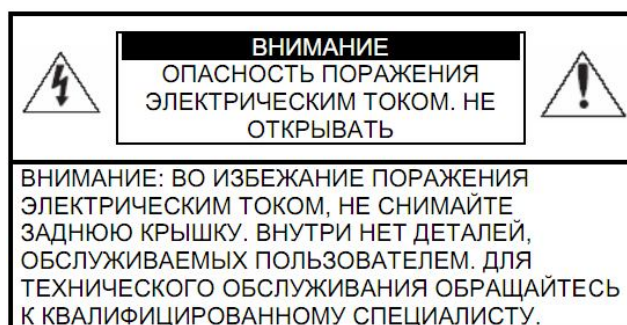 ВНИМАНИЕ
ОПАСНОСТЬ ПОРАЖЕНИЯ
ЭЛЕКТРИЧЕСКИМ ТОКОМ. НЕ
ОТКРЫВАТЬ
ВНИМАНИЕ: ВО ИЗБЕЖАНИЕ ПОРАЖЕНИЯ
ЭЛЕКТРИЧЕСКИМ ТОКОМ, НЕ СНИМАЙТЕ
ЗАДНЮЮ КРЫШКУ. ВНУТРИ НЕТ ДЕТАЛЕЙ,
ОБСЛУЖИВАЕМЫХ ПОЛЬЗОВАТЕЛЕМ. ДЛЯ
ТЕХНИЧЕСКОГО ОБСЛУЖИВАНИЯ ОБРАЩАЙТЕСЬ
К КВАЛИФИЦИРОВАННОМУ СПЕЦИАЛИСТУ.